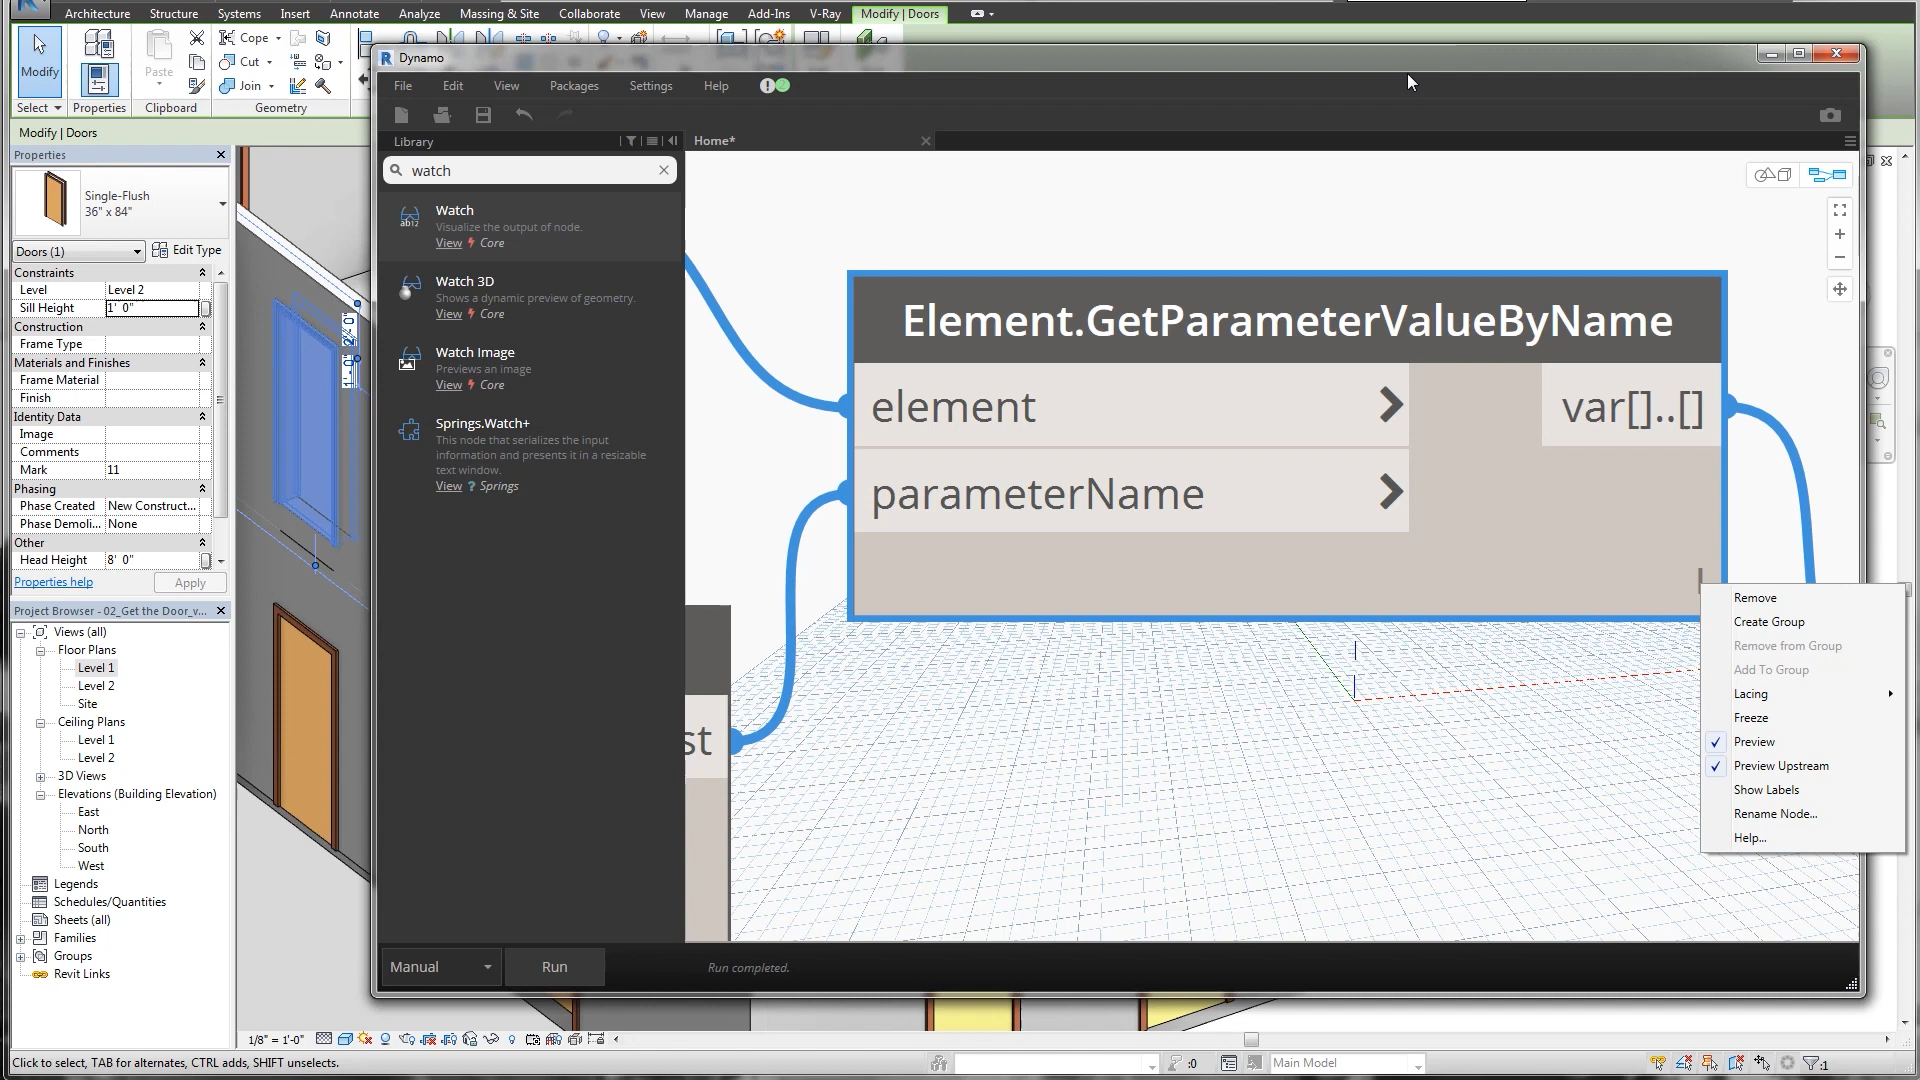 Architecture Structure Systems Insert Annotate Analyze Massing & Site Collaborate View Manage Add-Ins V-Ray Modify | Doors
Modify
Paste
Cope
Cut
Join
Select Properties Clipboard Geometry
Modify | Doors
Properties
Single-Flush
36" x 84"
Doors (1) Edit Type
Constraints
Level Level 2
Sill Height 1' 0"
Construction
Frame Type
Materials and Finishes
Frame Material
Finish
Identity Data
Image
Comments
Mark 11
Phasing
Phase Created New Construct...
Phase Demoli... None
Other
Head Height 8' 0"
Properties help Apply
Project Browser - 02_Get the Door_v...
Views (all)
Floor Plans
Level 1
Level 2
Site
Ceiling Plans
Level 1
Level 2
3D Views
Elevations (Building Elevation)
East
North
South
West
Legends
Schedules/Quantities
Sheets (all)
Families
Groups
Revit Links
Dynamo
File Edit View Packages Settings Help
Library
Home*
watch
Watch
ab12
Visualize the output of node.
View Core
Watch 3D
Shows a dynamic preview of geometry.
View Core
Watch Image
Previews an image
View Core
Springs.Watch+
This node that serializes the input
information and presents it in a resizable
text window.
View ? Springs
Element.GetParameterValueByName
element > var[]..[]
parameterName >
st
Remove
Create Group
Remove from Group
Add To Group
Lacing
Freeze
Preview
Preview Upstream
Show Labels
Rename Node...
Help...
Manual Run Run completed.
1/8" = 1'-0"
Click to select, TAB for alternates, CTRL adds, SHIFT unselects.
:0
Main Model
:1